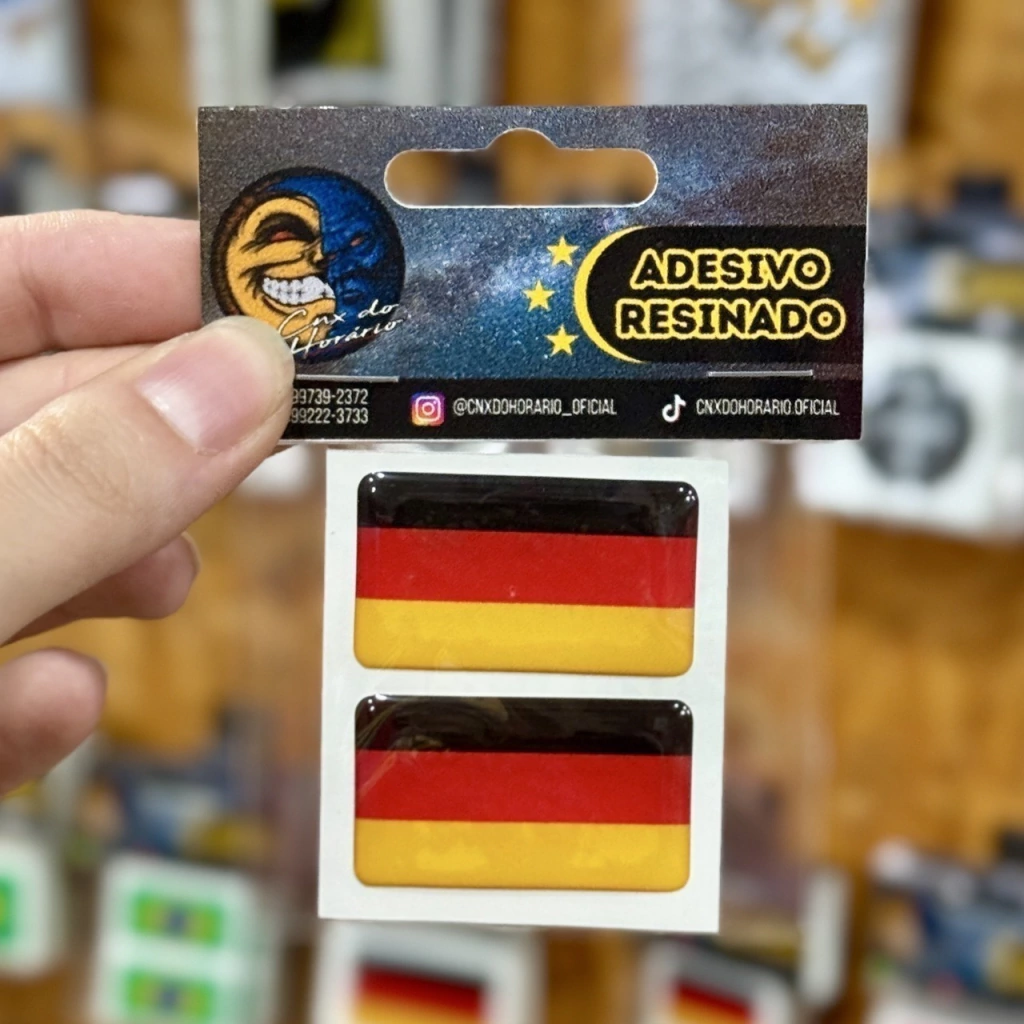 Cnx do
Horário
ADESIVO
RESINADO
99739-2372
99222-3733
@CNXDOHORARIO_OFICIAL
CNXDOHORARIO.OFICIAL